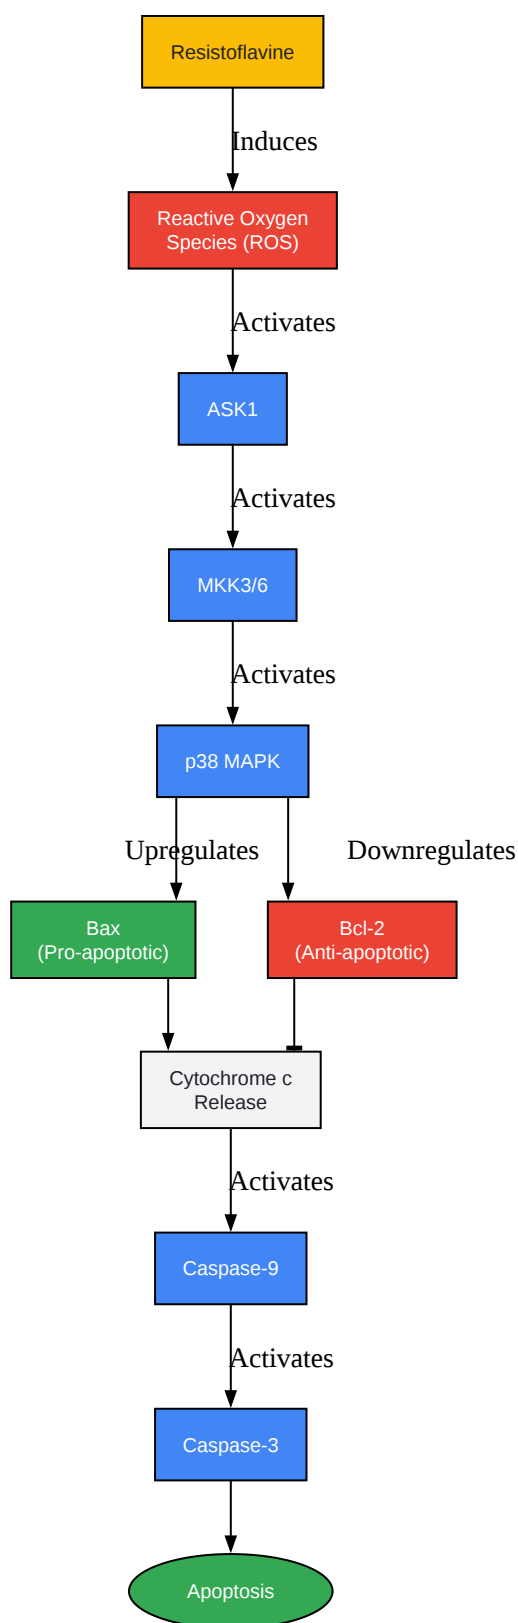 Resistoflavine
Induces
Reactive Oxygen
Species (ROS)
Activates
ASK1
Activates
MKK3/6
Activates
p38 MAPK
Upregulates
Downregulates
Bax
(Pro-apoptotic)
Bcl-2
(Anti-apoptotic)
Cytochrome c
Release
Activates
Caspase-9
Activates
Caspase-3
Apoptosis